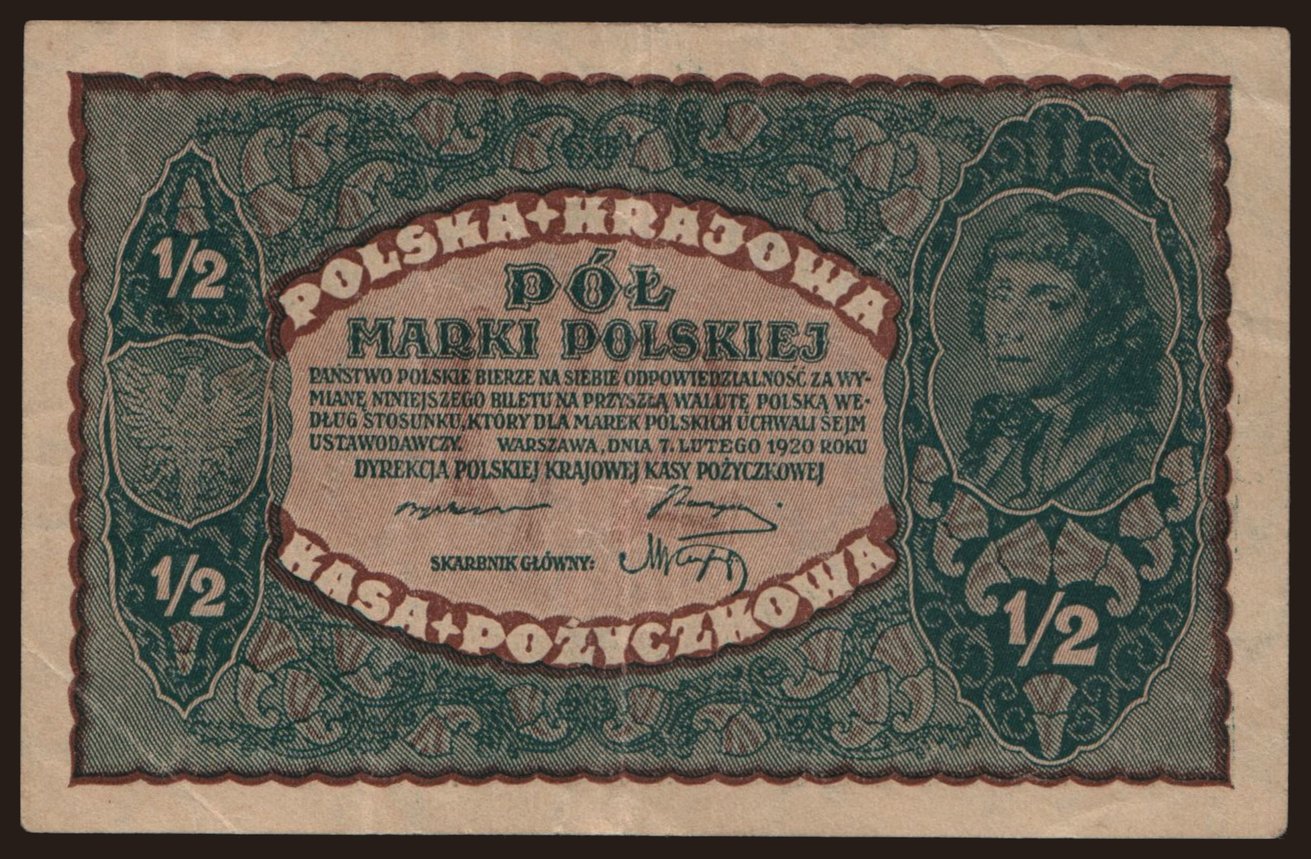 POLSKA + KRAJOWA
PÓŁ
MARKI POLSKIEJ
PAŃSTWO POLSKIE BIERZE NA SIEBIE ODPOWIEDZIALNOŚĆ ZA WY-
MIANĘ NINIEJSZEGO BILETU NA PRZYSZŁĄ WALUTĘ POLSKĄ WE-
DŁUG STOSUNKU, KTÓRY DLA MAREK POLSKICH UCHWALI SEJM
USTAWODAWCZY. WARSZAWA, DNIA 7. LUTEGO 1920 ROKU
DYREKCJA POLSKIEJ KRAJOWEJ KASY POŻYCZKOWEJ
SKARBNIK GŁÓWNY:
KASA + POŻYCZKOWA
1/2
1/2
1/2